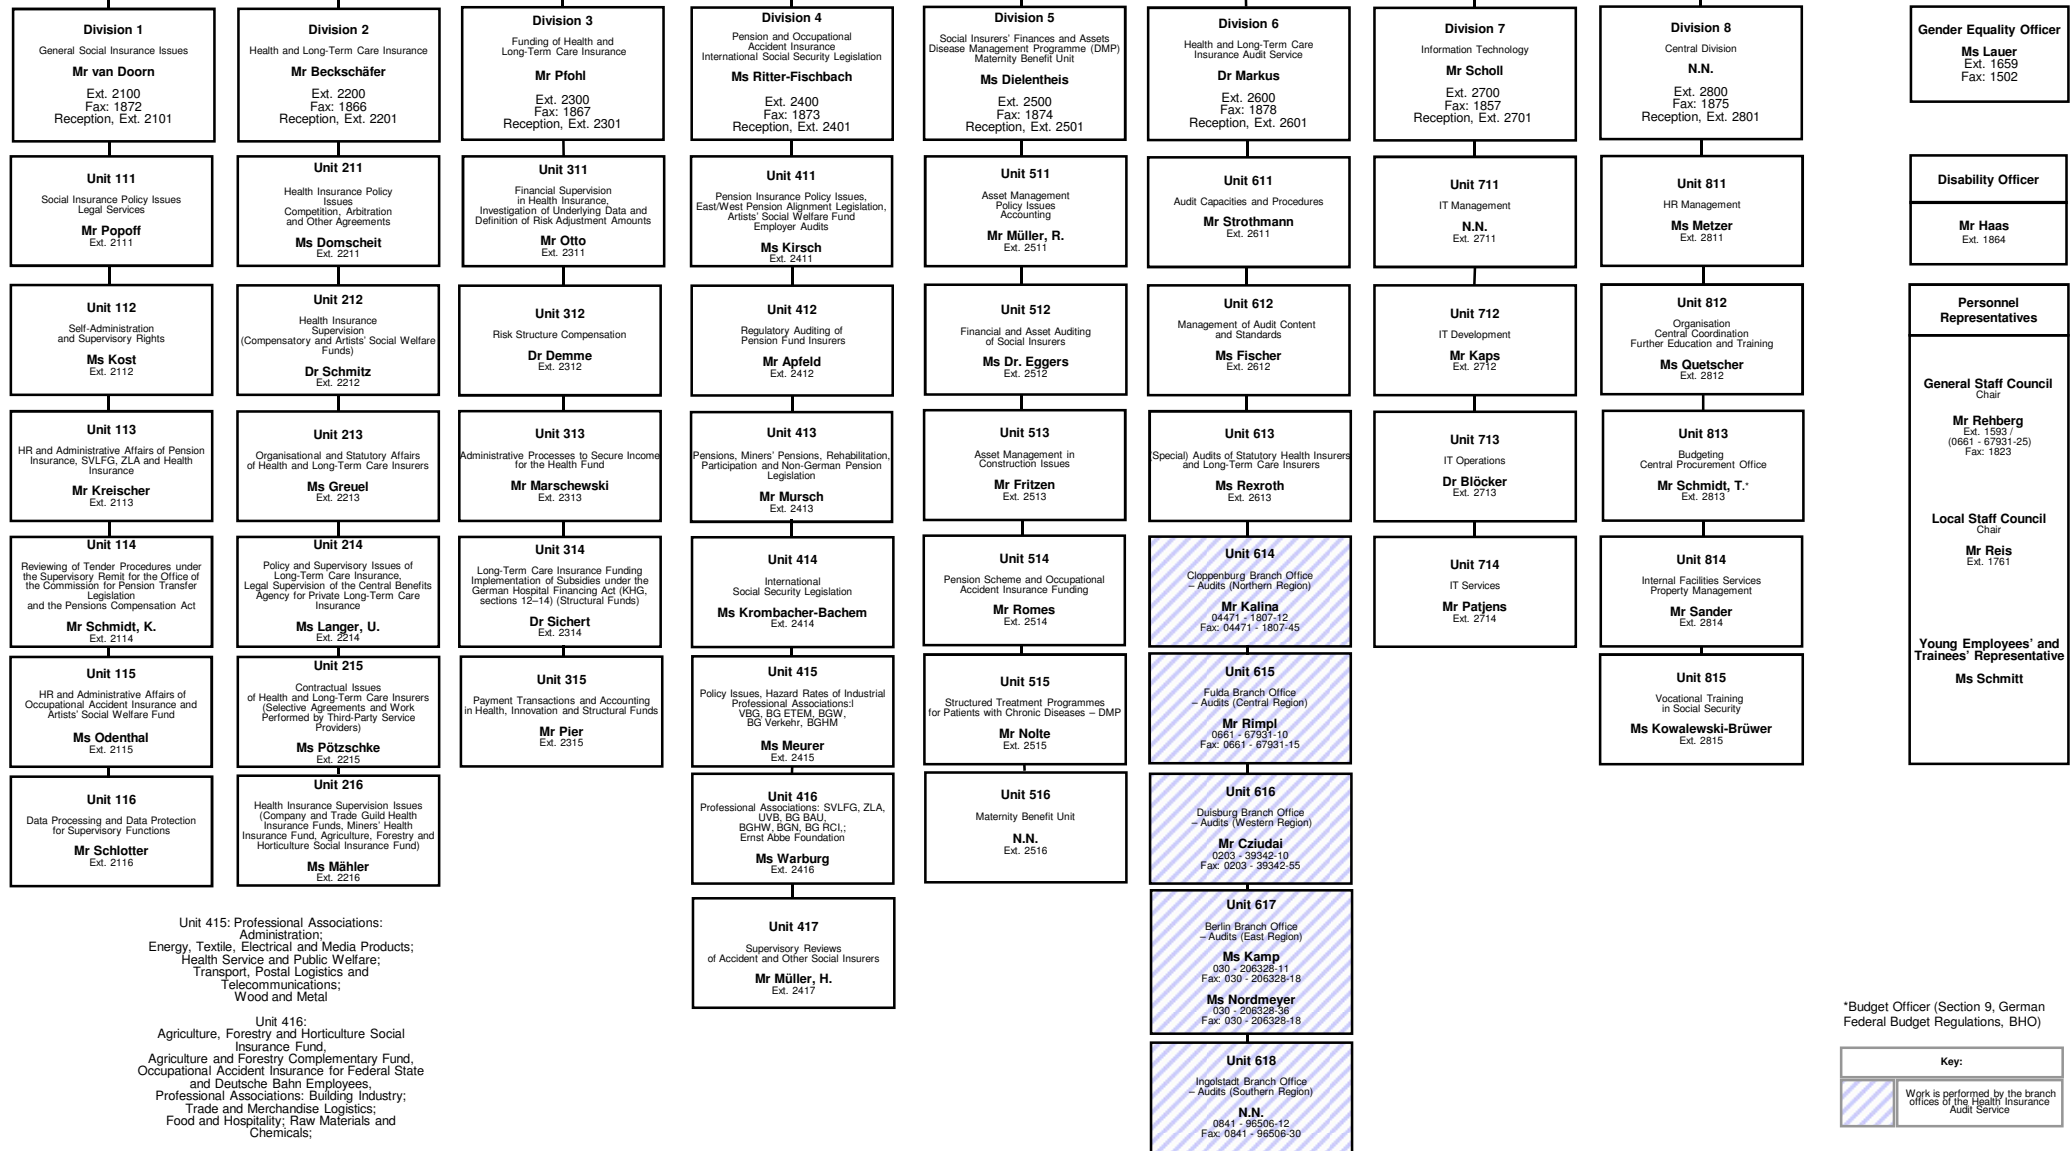 Division 1
General Social Insurance Issues
Mr van Doorn
Ext. 2100
Fax: 1872
Reception, Ext. 2101
Unit 111
Social Insurance Policy Issues
Legal Services
Mr Popoff
Ext. 2111
Unit 112
Self-Administration
and Supervisory Rights
Ms Kost
Ext. 2112
Unit 113
HR and Administrative Affairs of Pension
Insurance, SVLFG, ZLA and Health
Insurance
Mr Kreischer
Ext. 2113
Unit 114
Reviewing of Tender Procedures under
the Supervisory Remit for the Office of
the Commission for Pension Transfer
Legislation
and the Pensions Compensation Act
Mr Schmidt, K.
Ext. 2114
Unit 115
HR and Administrative Affairs of
Occupational Accident Insurance and
Artists' Social Welfare Fund
Ms Odenthal
Ext. 2115
Unit 116
Data Processing and Data Protection
for Supervisory Functions
Mr Schlotter
Ext. 2116
Division 2
Health and Long-Term Care Insurance
Mr Beckschäfer
Ext. 2200
Fax: 1866
Reception, Ext. 2201
Unit 211
Health Insurance Policy
Issues
Competition, Arbitration
and Other Agreements
Ms Domscheit
Ext. 2211
Unit 212
Health Insurance
Supervision
(Compensatory and Artists' Social Welfare
Funds)
Dr Schmitz
Ext. 2212
Unit 213
Organisational and Statutory Affairs
of Health and Long-Term Care Insurers
Ms Greuel
Ext. 2213
Unit 214
Policy and Supervisory Issues of
Long-Term Care Insurance,
Legal Supervision of the Central Benefits
Agency for Private Long-Term Care
Insurance
Ms Langer, U.
Ext. 2214
Unit 215
Contractual Issues
of Health and Long-Term Care Insurers
(Selective Agreements and Work
Performed by Third-Party Service
Providers)
Ms Pötzschke
Ext. 2215
Unit 216
Health Insurance Supervision Issues
(Company and Trade Guild Health
Insurance Funds, Miners' Health
Insurance Fund, Agriculture, Forestry and
Horticulture Social Insurance Fund)
Ms Mähler
Ext. 2216
Division 3
Funding of Health and
Long-Term Care Insurance
Mr Pfohl
Ext. 2300
Fax: 1867
Reception, Ext. 2301
Unit 311
Financial Supervision
in Health Insurance,
Investigation of Underlying Data and
Definition of Risk Adjustment Amounts
Mr Otto
Ext. 2311
Unit 312
Risk Structure Compensation
Dr Demme
Ext. 2312
Unit 313
Administrative Processes to Secure Income
for the Health Fund
Mr Marschewski
Ext. 2313
Unit 314
Long-Term Care Insurance Funding
Implementation of Subsidies under the
German Hospital Financing Act (KHG,
sections 12–14) (Structural Funds)
Dr Sichert
Ext. 2314
Unit 315
Payment Transactions and Accounting
in Health, Innovation and Structural Funds
Mr Pier
Ext. 2315
Division 4
Pension and Occupational
Accident Insurance
International Social Security Legislation
Ms Ritter-Fischbach
Ext. 2400
Fax: 1873
Reception, Ext. 2401
Unit 411
Pension Insurance Policy Issues,
East/West Pension Alignment Legislation,
Artists' Social Welfare Fund
Employer Audits
Ms Kirsch
Ext. 2411
Unit 412
Regulatory Auditing of
Pension Fund Insurers
Mr Apfeld
Ext. 2412
Unit 413
Pensions, Miners' Pensions, Rehabilitation,
Participation and Non-German Pension
Legislation
Mr Mursch
Ext. 2413
Unit 414
International
Social Security Legislation
Ms Krombacher-Bachem
Ext. 2414
Unit 415
Policy Issues, Hazard Rates of Industrial
Professional Associations:l
VBG, BG ETEM, BGW,
BG Verkehr, BGHM
Ms Meurer
Ext. 2415
Unit 416
Professional Associations: SVLFG, ZLA,
UVB, BG BAU,
BGHW, BGN, BG RCI,;
Ernst Abbe Foundation
Ms Warburg
Ext. 2416
Unit 417
Supervisory Reviews
of Accident and Other Social Insurers
Mr Müller, H.
Ext. 2417
Division 5
Social Insurers' Finances and Assets
Disease Management Programme (DMP)
Maternity Benefit Unit
Ms Dielentheis
Ext. 2500
Fax: 1874
Reception, Ext. 2501
Unit 511
Asset Management
Policy Issues
Accounting
Mr Müller, R.
Ext. 2511
Unit 512
Financial and Asset Auditing
of Social Insurers
Ms Dr. Eggers
Ext. 2512
Unit 513
Asset Management in
Construction Issues
Mr Fritzen
Ext. 2513
Unit 514
Pension Scheme and Occupational
Accident Insurance Funding
Mr Romes
Ext. 2514
Unit 515
Structured Treatment Programmes
for Patients with Chronic Diseases – DMP
Mr Nolte
Ext. 2515
Unit 516
Maternity Benefit Unit
N.N.
Ext. 2516
Division 6
Health and Long-Term Care
Insurance Audit Service
Dr Markus
Ext. 2600
Fax: 1878
Reception, Ext. 2601
Unit 611
Audit Capacities and Procedures
Mr Strothmann
Ext. 2611
Unit 612
Management of Audit Content
and Standards
Ms Fischer
Ext. 2612
Unit 613
(Special) Audits of Statutory Health Insurers
and Long-Term Care Insurers
Ms Rexroth
Ext. 2613
Unit 614
Cloppenburg Branch Office
– Audits (Northern Region)
Mr Kalina
04471 - 1807-12
Fax: 04471 - 1807-45
Unit 615
Fulda Branch Office
– Audits (Central Region)
Mr Rimpl
0661 - 67931-10
Fax: 0661 - 67931-15
Unit 616
Duisburg Branch Office
– Audits (Western Region)
Mr Cziudai
0203 - 39342-10
Fax: 0203 - 39342-55
Unit 617
Berlin Branch Office
– Audits (East Region)
Ms Kamp
030 - 206328-11
Fax: 030 - 206328-18
Ms Nordmeyer
030 - 206328-36
Fax: 030 - 206328-18
Unit 618
Ingolstadt Branch Office
– Audits (Southern Region)
N.N.
0841 - 96506-12
Fax: 0841 - 96506-30
Division 7
Information Technology
Mr Scholl
Ext. 2700
Fax: 1857
Reception, Ext. 2701
Unit 711
IT Management
N.N.
Ext. 2711
Unit 712
IT Development
Mr Kaps
Ext. 2712
Unit 713
IT Operations
Dr Blöcker
Ext. 2713
Unit 714
IT Services
Mr Patjens
Ext. 2714
Division 8
Central Division
N.N.
Ext. 2800
Fax: 1875
Reception, Ext. 2801
Unit 811
HR Management
Ms Metzer
Ext. 2811
Unit 812
Organisation
Central Coordination
Further Education and Training
Ms Quetscher
Ext. 2812
Unit 813
Budgeting
Central Procurement Office
Mr Schmidt, T.*
Ext. 2813
Unit 814
Internal Facilities Services
Property Management
Mr Sander
Ext. 2814
Unit 815
Vocational Training
in Social Security
Ms Kowalewski-Brüwer
Ext. 2815
Gender Equality Officer
Ms Lauer
Ext. 1659
Fax: 1502
Disability Officer
Mr Haas
Ext. 1864
Personnel
Representatives
General Staff Council
Chair
Mr Rehberg
Ext. 1593 /
(0661 - 67931-25)
Fax: 1823
Local Staff Council
Chair
Mr Reis
Ext. 1761
Young Employees' and
Trainees' Representative
Ms Schmitt
Unit 415: Professional Associations:
Administration;
Energy, Textile, Electrical and Media Products;
Health Service and Public Welfare;
Transport, Postal Logistics and
Telecommunications;
Wood and Metal
Unit 416:
Agriculture, Forestry and Horticulture Social
Insurance Fund,
Agriculture and Forestry Complementary Fund,
Occupational Accident Insurance for Federal State
and Deutsche Bahn Employees,
Professional Associations: Building Industry;
Trade and Merchandise Logistics;
Food and Hospitality; Raw Materials and
Chemicals;
*Budget Officer (Section 9, German
Federal Budget Regulations, BHO)
Key:
Work is performed by the branch
offices of the Health Insurance
Audit Service